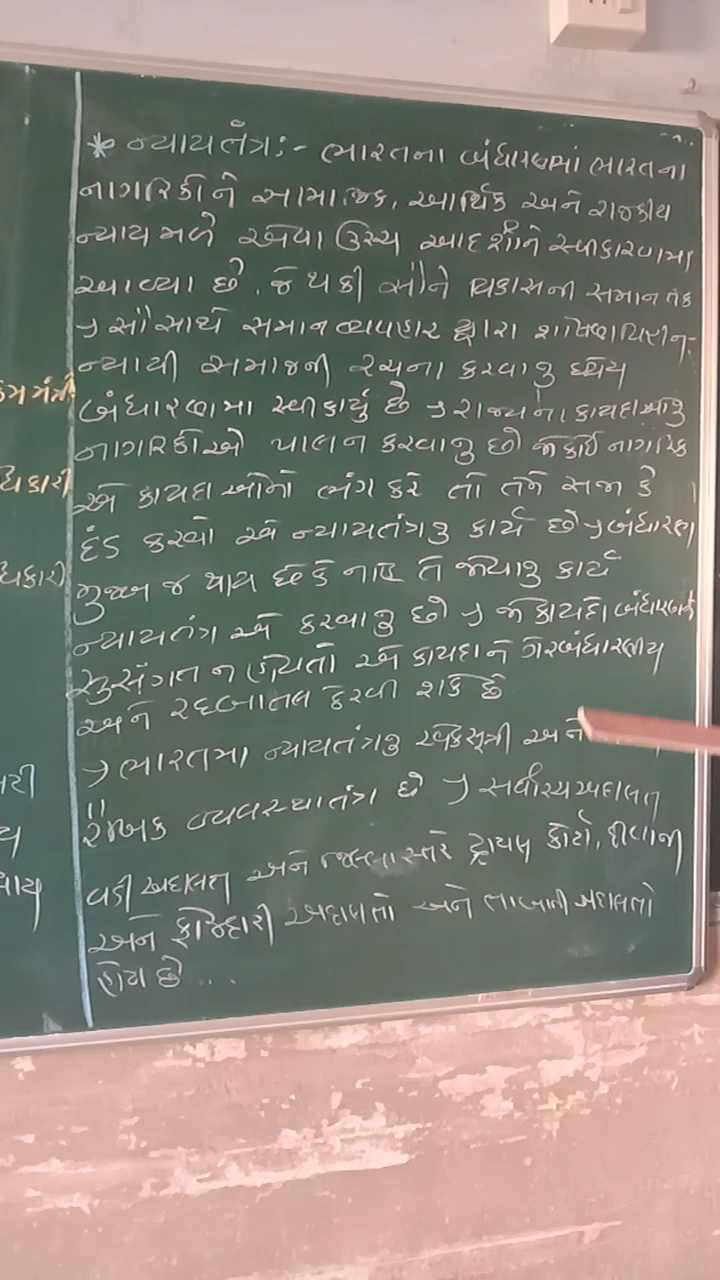 * ન્યાયતંત્ર:- ભારતના બંધારણમાં ભારતના
નાગરિકોને સામાજિક, આર્થિક અને રાજકીય
ન્યાય મળે એવા ઉચ્ચ આદર્શોને સ્વીકારવામાં
આવ્યા છે. જે થકી સૌને વિકાસની સમાન તક
સૌ સાથે સમાન વ્યવહાર દ્વારા
ન્યાયી સમાજની રચના કરવાનુ ધ્યેય
બંધારણમા સ્વીકાર્યુ છે રાજ્યના કાયદાઓનુ
નાગરિકોએ પાલન કરવાનુ છે જો કોઈ નાગરિક
એ કાયદાઓનો ભંગ કરે તો તેને સજા કે
દંડ કરવો એ ન્યાયતંત્રનુ કાર્ય છે બંધારણ
મુજબ જ થાય છે કે નહિ તે જોવાનુ કાર્ય
ન્યાયતંત્ર એ કરવાનુ છે જો કાયદો બંધારણને
સુસંગત ન હોયતો એ કાયદાને ગેરબંધારણીય
અને રદબાતલ ઠેરવી શકે છે
ભારતમા ન્યાયતંત્રનુ એકસૂત્રી અને
વ્યવસ્થાતંત્ર છે સર્વોચ્ચ અદાલત
વડી અદાલત અને જિલ્લાસ્તરે ટ્રાયલ કોર્ટો, દીવાની
અને ફોજદારી અદાલતો અને તાબાની અદાલતો
હોય છે...
ધિકારી
ધિકારી